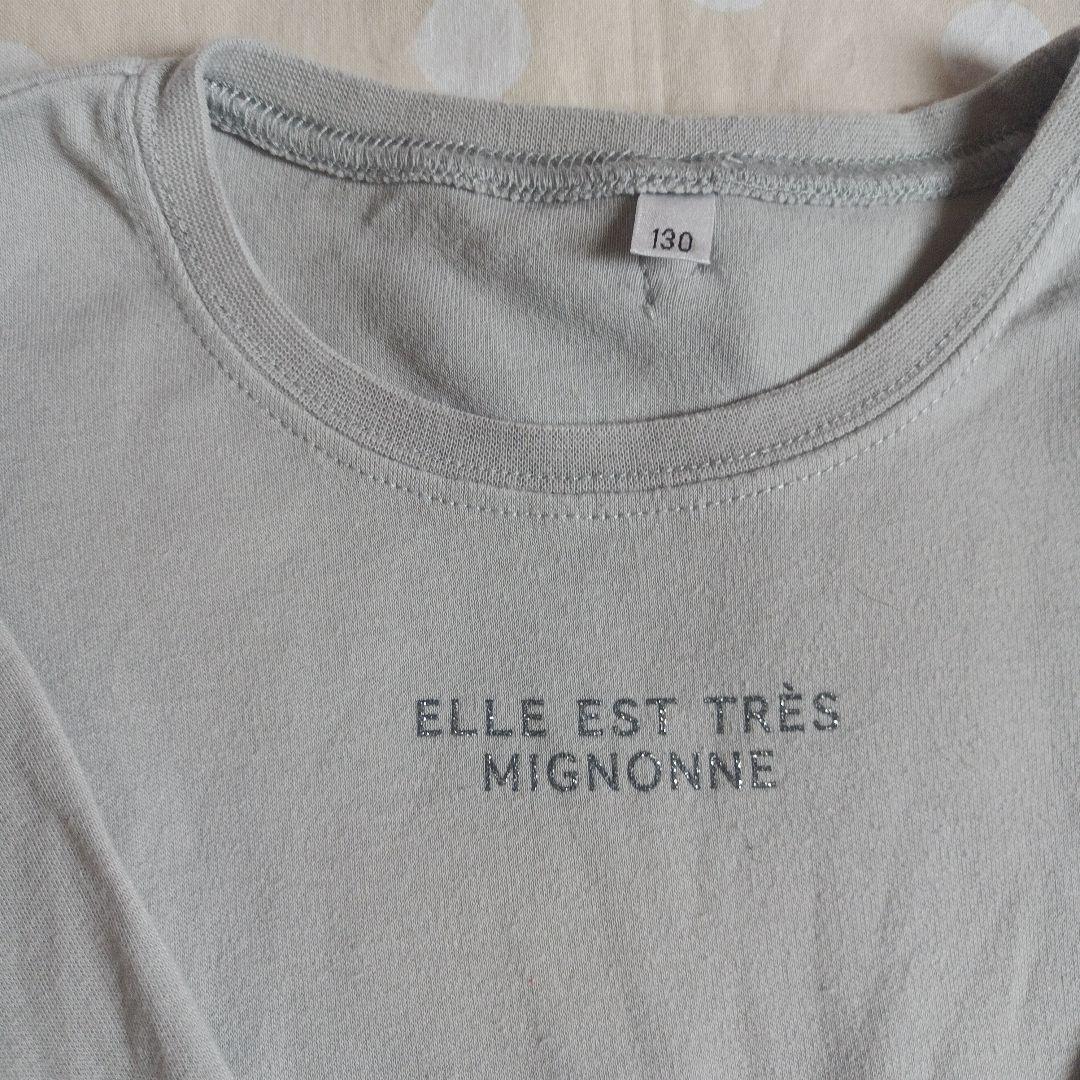 130
ELLE EST TRÈS
MIGNONNE